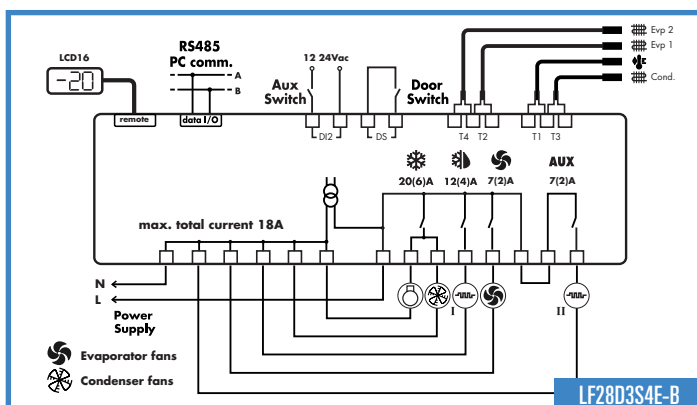 LCD16
-20
RS485
PC comm.
A
B
12 24Vac
Aux
Switch
Door
Switch
Evp 2
Evp 1
Cond.
remote
data I/O
DI2
DS
T4
T2
T1
T3
20(6)A
12(4)A
7(2)A
AUX
7(2)A
max. total current 18A
N
L
Power
Supply
I
II
Evaporator fans
Condenser fans
LF28D3S4E-B